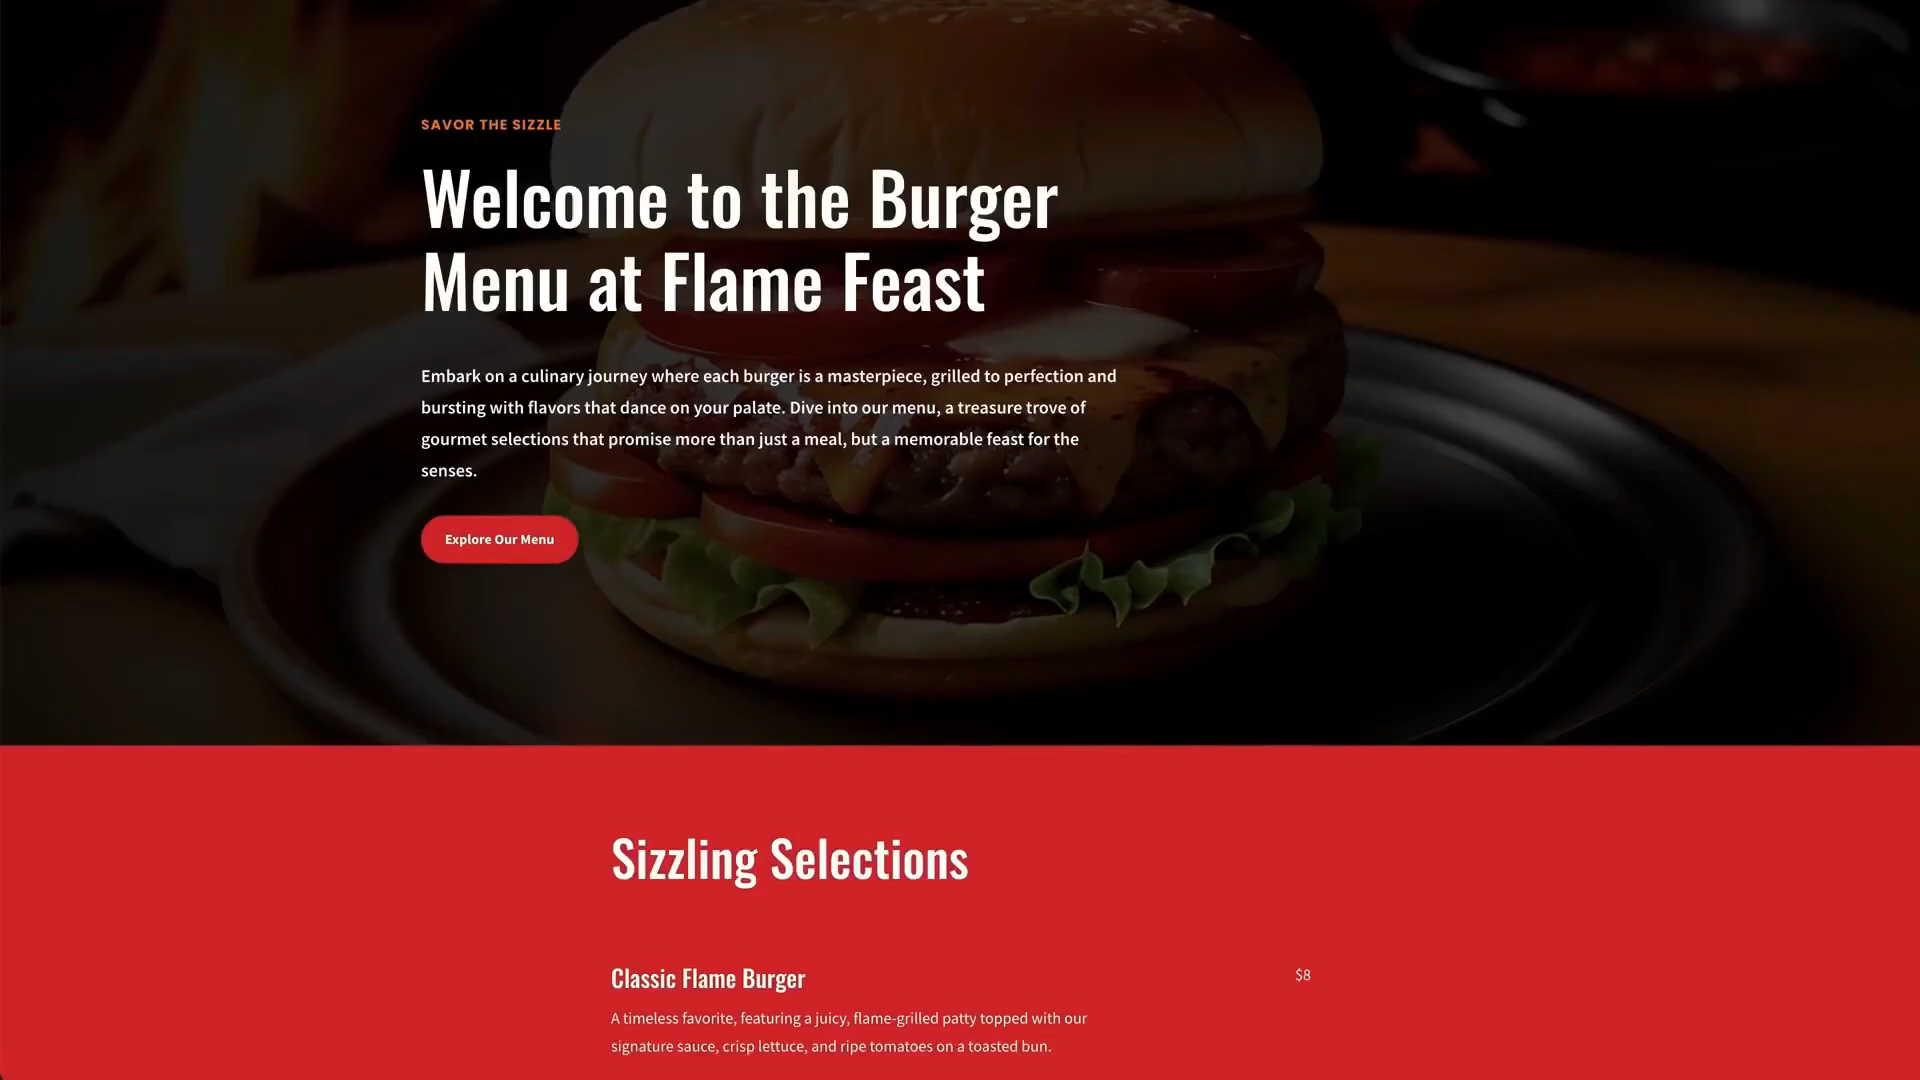 SAVOR THE SIZZLE
Welcome to the Burger
Menu at Flame Feast
Embark on a culinary journey where each burger is a masterpiece, grilled to perfection and
bursting with flavors that dance on your palate. Dive into our menu, a treasure trove of
gourmet selections that promise more than just a meal, but a memorable feast for the
senses.
Explore Our Menu
Sizzling Selections
Classic Flame Burger
$8
A timeless favorite, featuring a juicy, flame-grilled patty topped with our
signature sauce, crisp lettuce, and ripe tomatoes on a toasted bun.